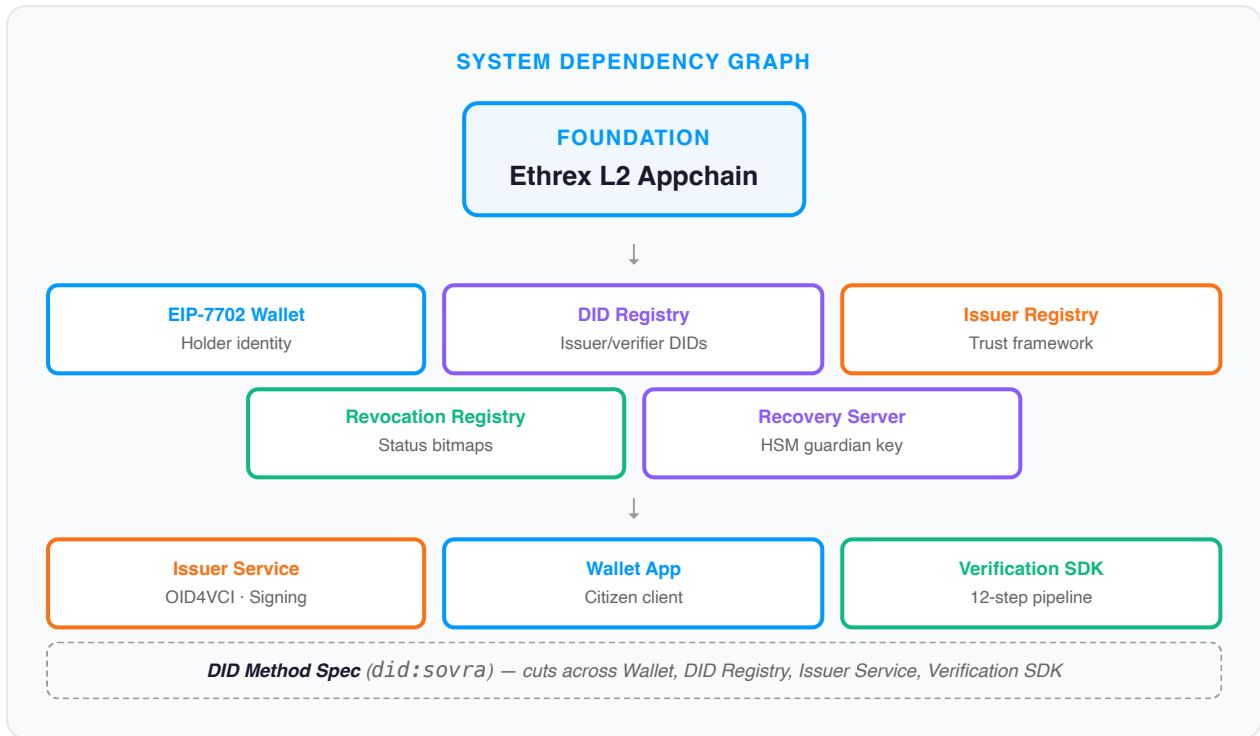 SYSTEM DEPENDENCY GRAPH
FOUNDATION
Ethrex L2 Appchain
↓
EIP-7702 Wallet
Holder identity
DID Registry
Issuer/verifier DIDs
Issuer Registry
Trust framework
Revocation Registry
Status bitmaps
Recovery Server
HSM guardian key
↓
Issuer Service
OID4VCI · Signing
Wallet App
Citizen client
Verification SDK
12-step pipeline
DID Method Spec (did:sovra) — cuts across Wallet, DID Registry, Issuer Service, Verification SDK